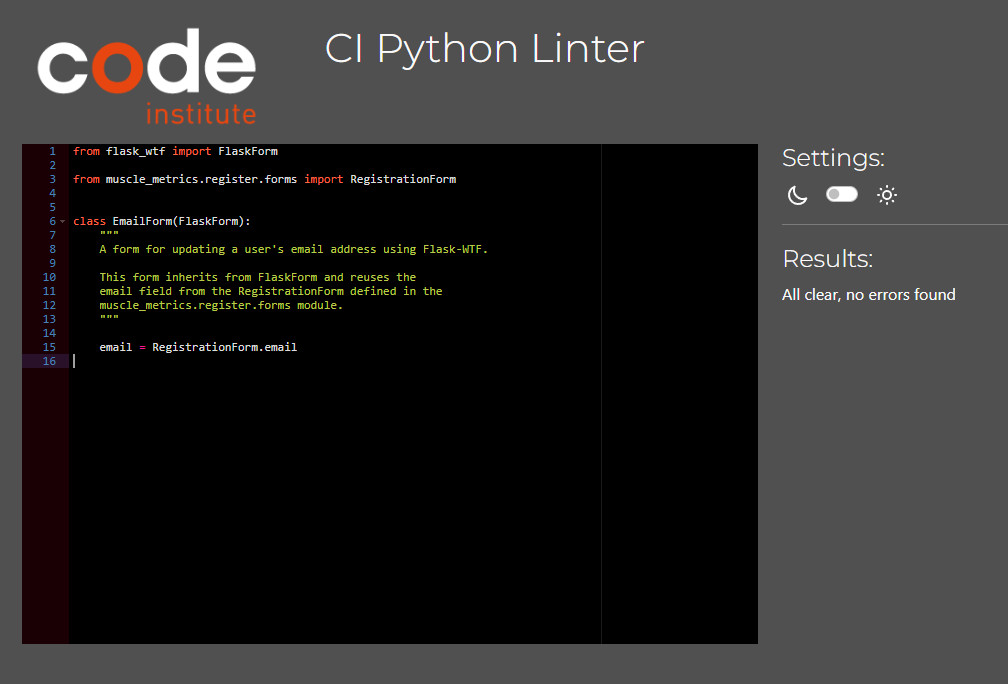 code
institute
CI Python Linter
1 from flask_wtf import FlaskForm
2
3 from muscle_metrics.register.forms import RegistrationForm
4
5
6 class EmailForm(FlaskForm):
7     """
8     A form for updating a user's email address using Flask-WTF.
9
10     This form inherits from FlaskForm and reuses the
11     email field from the RegistrationForm defined in the
12     muscle_metrics.register.forms module.
13     """
14
15     email = RegistrationForm.email
16
Settings:
Results:
All clear, no errors found